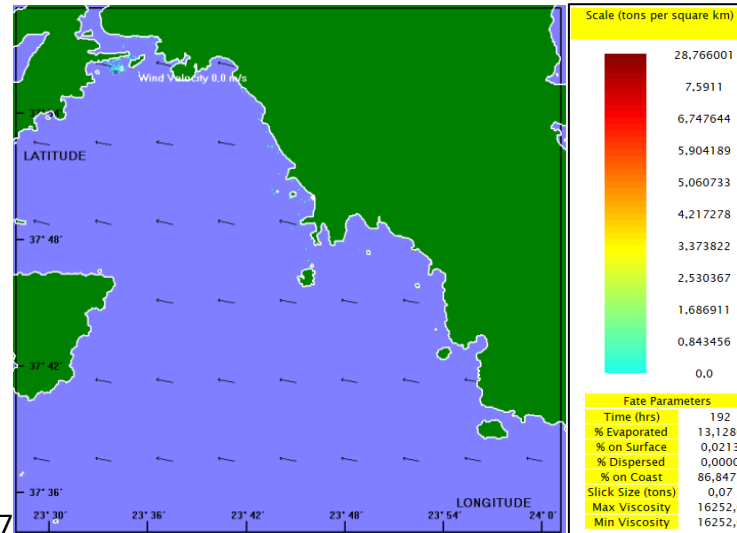 Wind Velocity 0,0 m/s
LATITUDE
37° 48'
37° 42'
37° 36'
LONGITUDE
23° 30' 23° 36' 23° 42' 23° 48' 23° 54' 24° 0'
7
Scale (tons per square km)
28,766001
7,5911
6,747644
5,904189
5,060733
4,217278
3,373822
2,530367
1,686911
0,843456
0,0
Fate Parameters
Time (hrs) 192
% Evaporated 13,128
% on Surface 0,0213
% Dispersed 0,0000
% on Coast 86,847
Slick Size (tons) 0,07
Max Viscosity 16252,
Min Viscosity 16252,